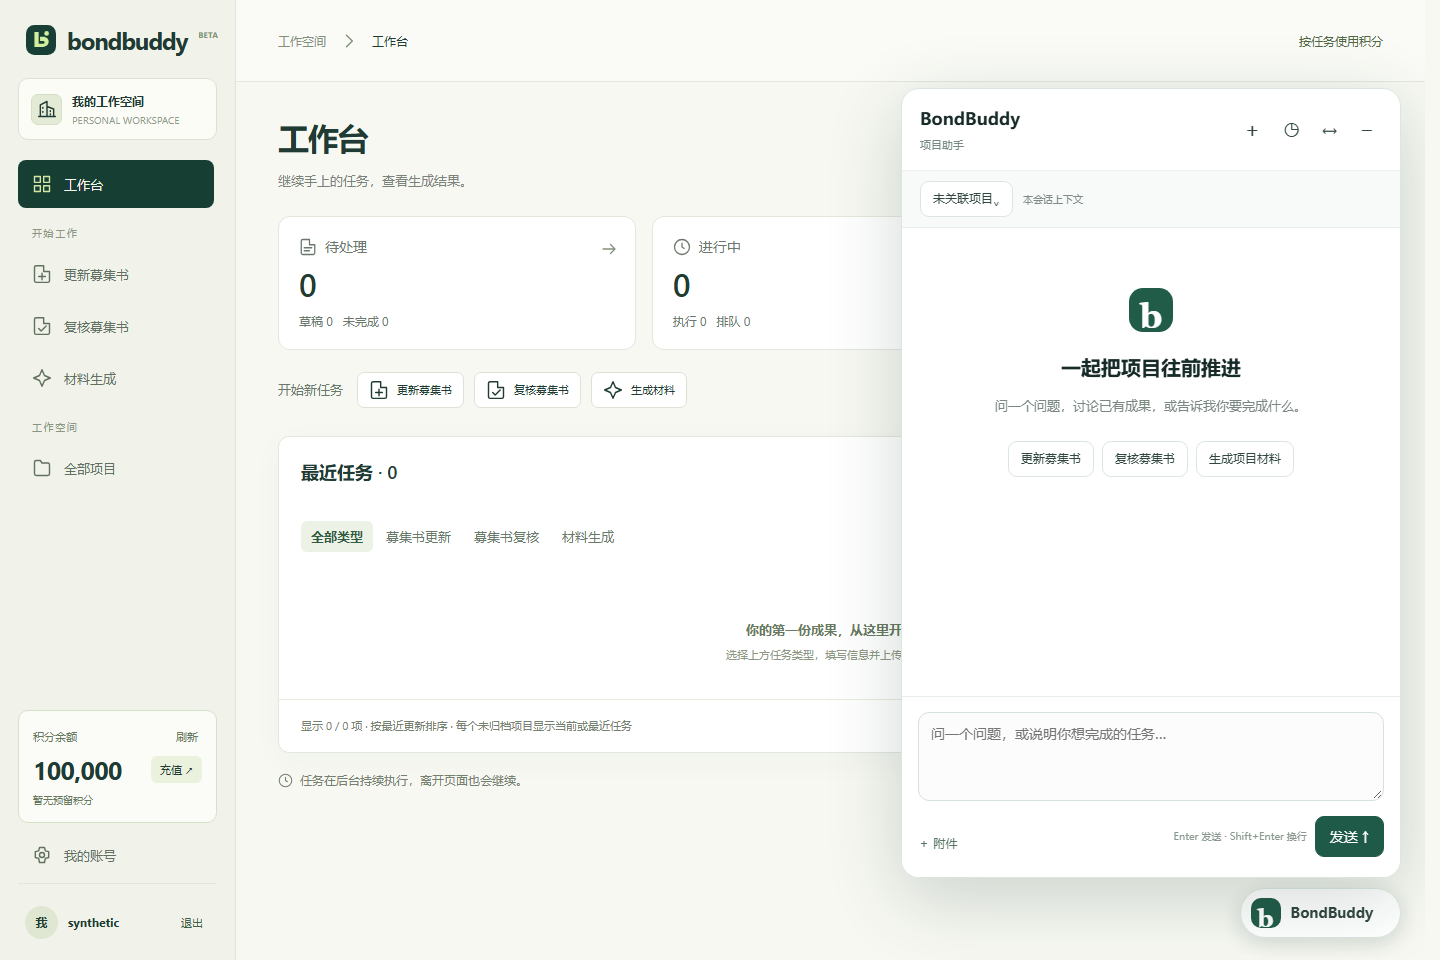 bondbuddy BETA
我的工作空间
PERSONAL WORKSPACE
工作台
开始工作
更新募集书
复核募集书
材料生成
工作空间
全部项目
积分余额 刷新
100,000 充值 ↗
暂无预留积分
我的账号
我 synthetic 退出
工作空间 > 工作台 按任务使用积分
工作台
继续手上的任务，查看生成结果。
待处理 →
0
草稿 0 未完成 0
进行中
0
执行 0 排队 0
开始新任务 更新募集书 复核募集书 生成材料
最近任务 · 0
全部类型 募集书更新 募集书复核 材料生成
你的第一份成果，从这里开
选择上方任务类型，填写信息并上传
显示 0 / 0 项 · 按最近更新排序 · 每个未归档项目显示当前或最近任务
任务在后台持续执行，离开页面也会继续。
BondBuddy
项目助手
+ ↔ −
未关联项目 本会话上下文
b
一起把项目往前推进
问一个问题，讨论已有成果，或告诉我你要完成什么。
更新募集书 复核募集书 生成项目材料
问一个问题，或说明你想完成的任务...
+ 附件 Enter 发送 · Shift+Enter 换行 发送 ↑
b BondBuddy